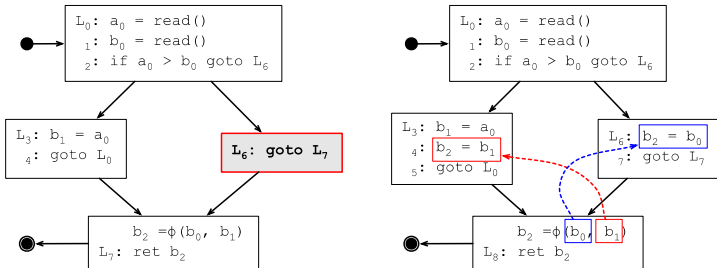 L0: a0 = read()
1: b0 = read()
2: if a0 > b0 goto L6
L3: b1 = a0
4: goto L0
L6: goto L7
b2 =ϕ(b0, b1)
L7: ret b2
L0: a0 = read()
1: b0 = read()
2: if a0 > b0 goto L6
L3: b1 = a0
4: b2 = b1
5: goto L0
L6: b2 = b0
7: goto L7
b2 =ϕ(b0, b1)
L8: ret b2